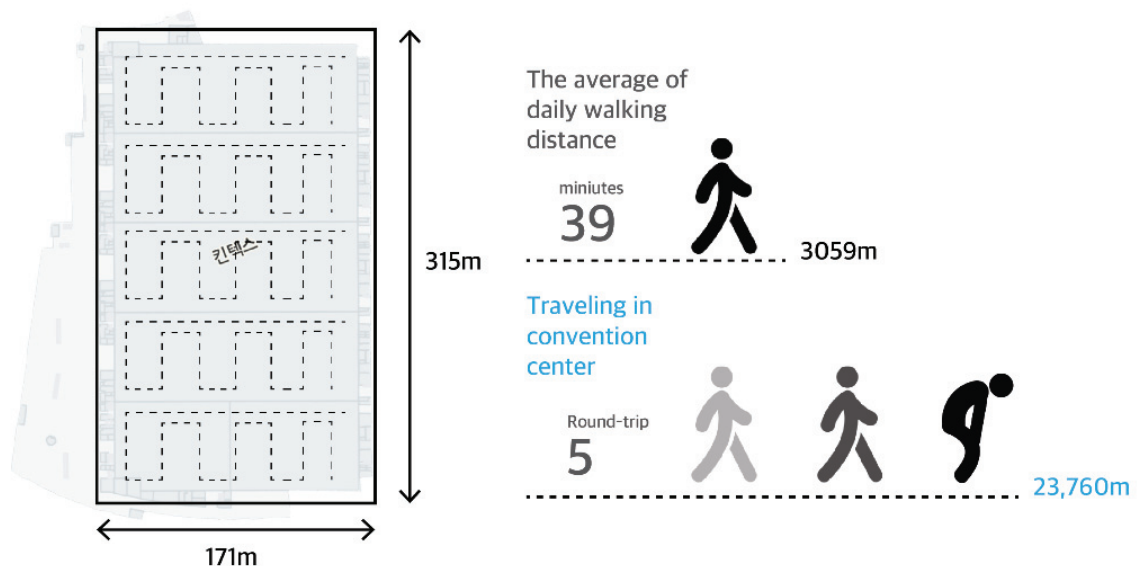 킨텍스
315m
171m
The average of
daily walking
distance
miniutes
39
3059m
Traveling in
convention
center
Round-trip
5
23,760m